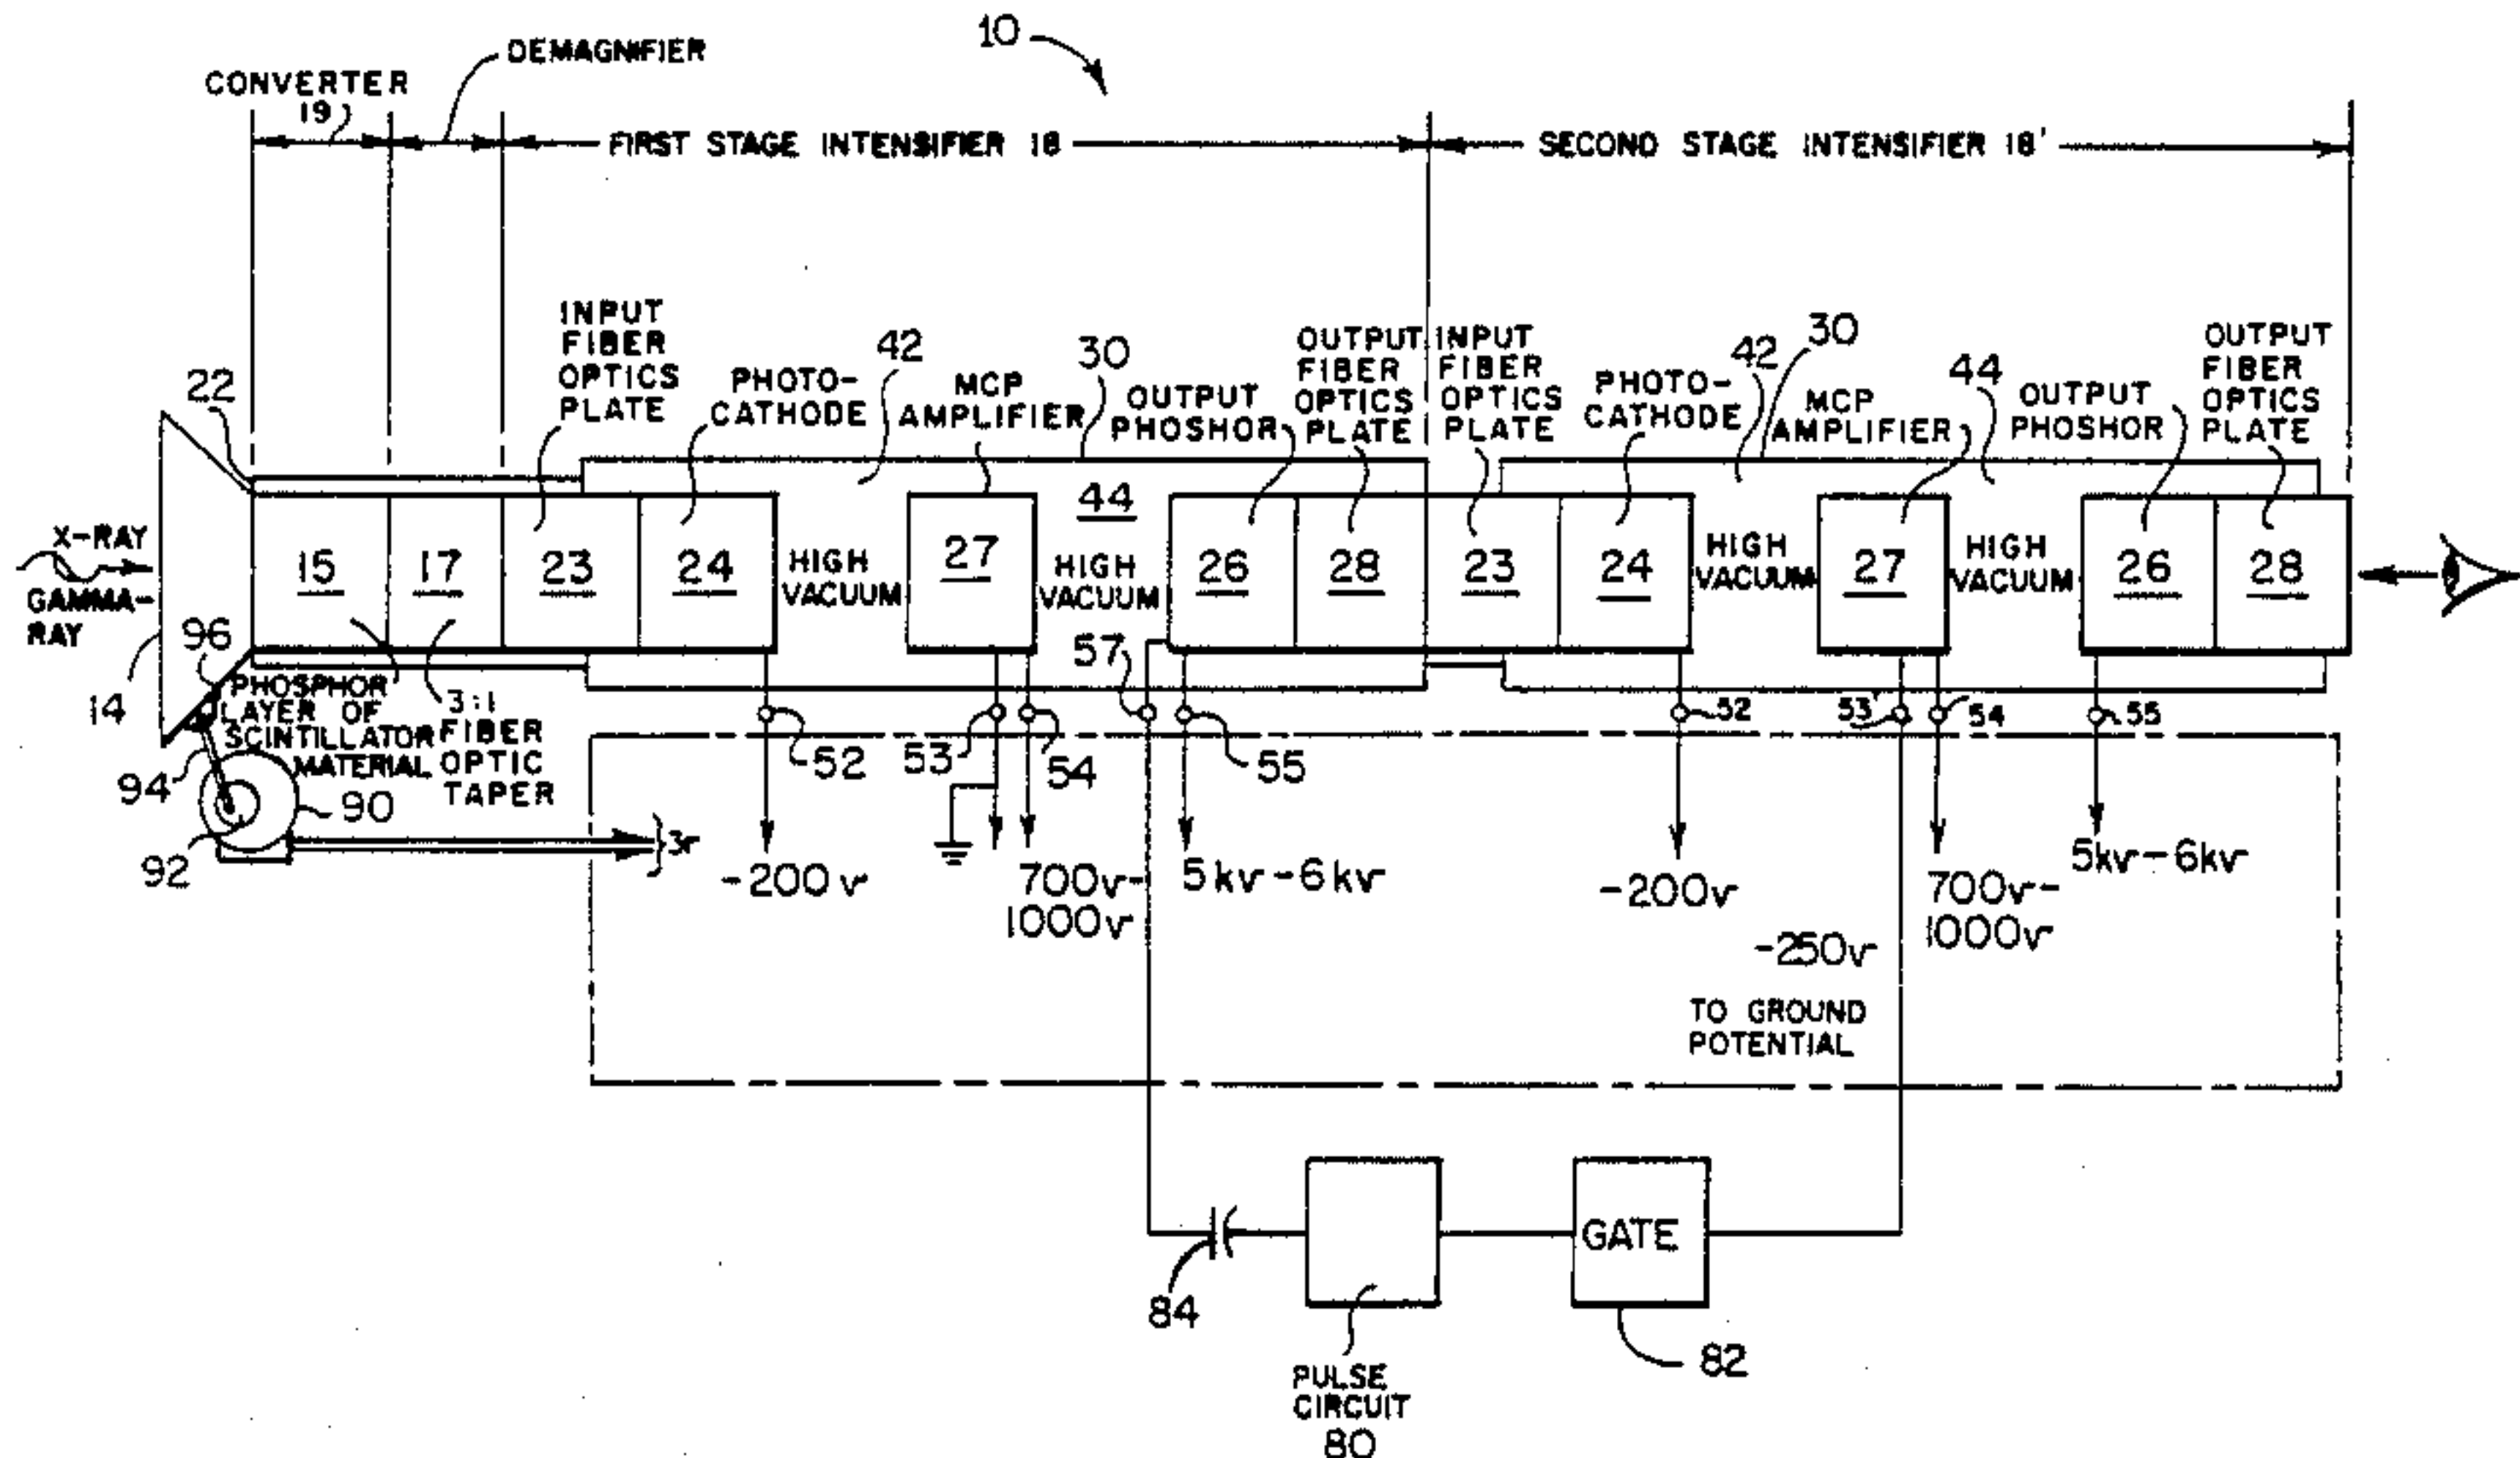 10
DEMAGNIFIER
CONVERTER
19
FIRST STAGE INTENSIFIER 18
SECOND STAGE INTENSIFIER 18'
INPUT
FIBER
OPTICS
PLATE
PHOTO-
CATHODE
42
MCP
AMPLIFIER
30
OUTPUT
PHOSHOR
OUTPUT
FIBER
OPTICS
PLATE
INPUT
FIBER
OPTICS
PLATE
PHOTO-
CATHODE
42
30
MCP
AMPLIFIER
44
OUTPUT
PHOSHOR
OUTPUT
FIBER
OPTICS
PLATE
22
X-RAY
GAMMA-
RAY
14
15
17
23
24
HIGH
VACUUM
27
44
HIGH
VACUUM
26
28
23
24
HIGH
VACUUM
27
HIGH
VACUUM
26
28
96
PHOSPHOR
LAYER OF
SCINTILLATOR
MATERIAL
3:1
FIBER
OPTIC
TAPER
94
90
92
3v
52
53
54
57
55
52
53'
54
55
-200v
700v-
1000v
5kv-6kv
-200v
-250v
TO GROUND
POTENTIAL
700v-
1000v
5kv-6kv
84
PULSE
CIRCUIT
80
GATE
82